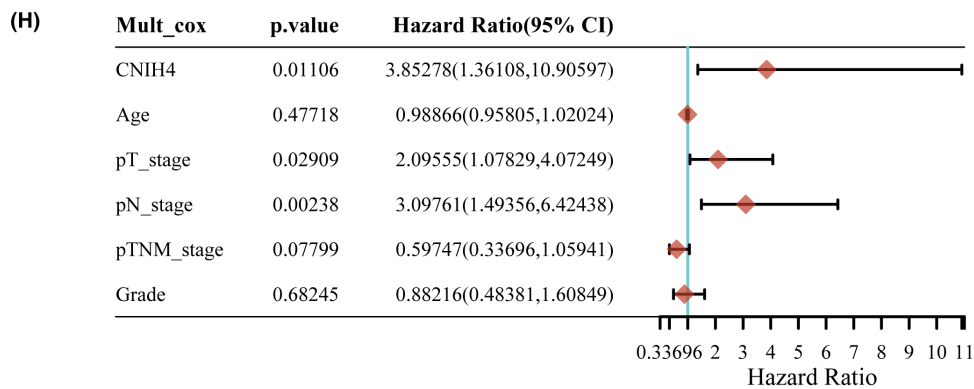 (H)
Mult_cox p.value Hazard Ratio(95% CI)
CNIH4 0.01106 3.85278(1.36108,10.90597)
Age 0.47718 0.98866(0.95805,1.02024)
pT_stage 0.02909 2.09555(1.07829,4.07249)
pN_stage 0.00238 3.09761(1.49356,6.42438)
pTNM_stage 0.07799 0.59747(0.33696,1.05941)
Grade 0.68245 0.88216(0.48381,1.60849)
0.33696 2 3 4 5 6 7 8 9 10 11
Hazard Ratio